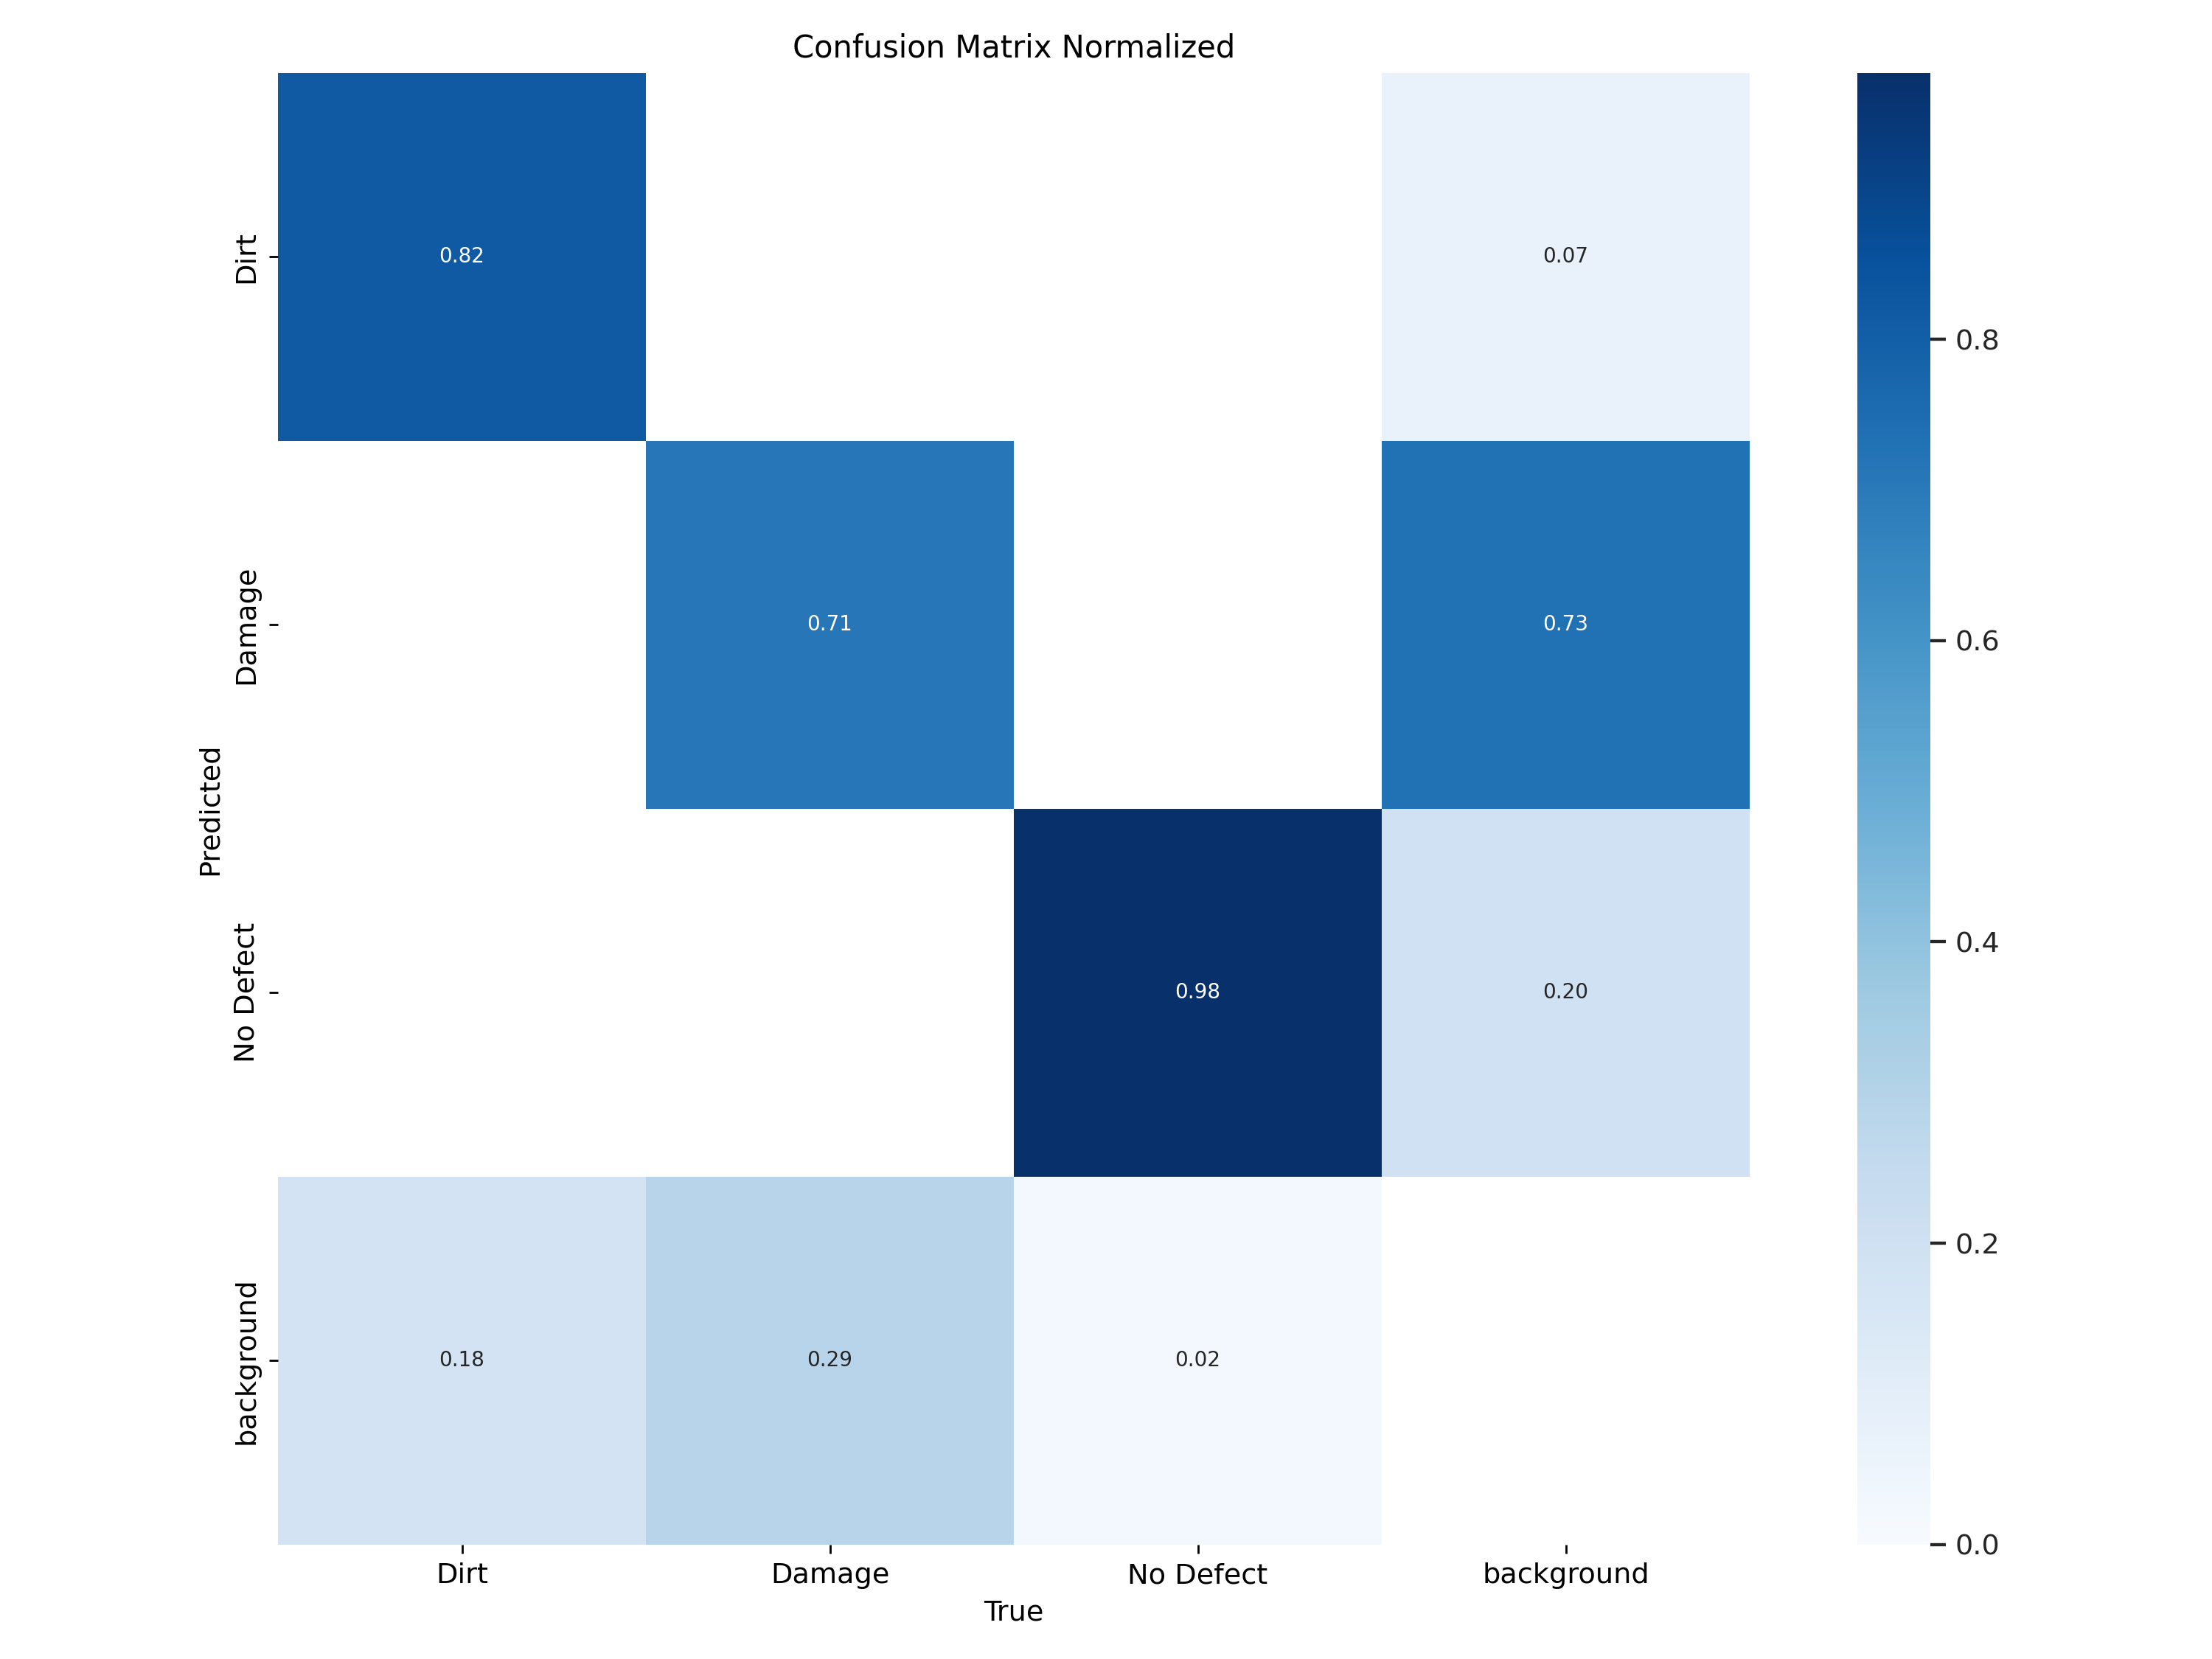 Confusion Matrix Normalized
Dirt
Damage
No Defect
background
Predicted
0.82
0.07
0.71
0.73
0.98
0.20
0.18
0.29
0.02
Dirt
Damage
No Defect
background
True
0.8
0.6
0.4
0.2
0.0